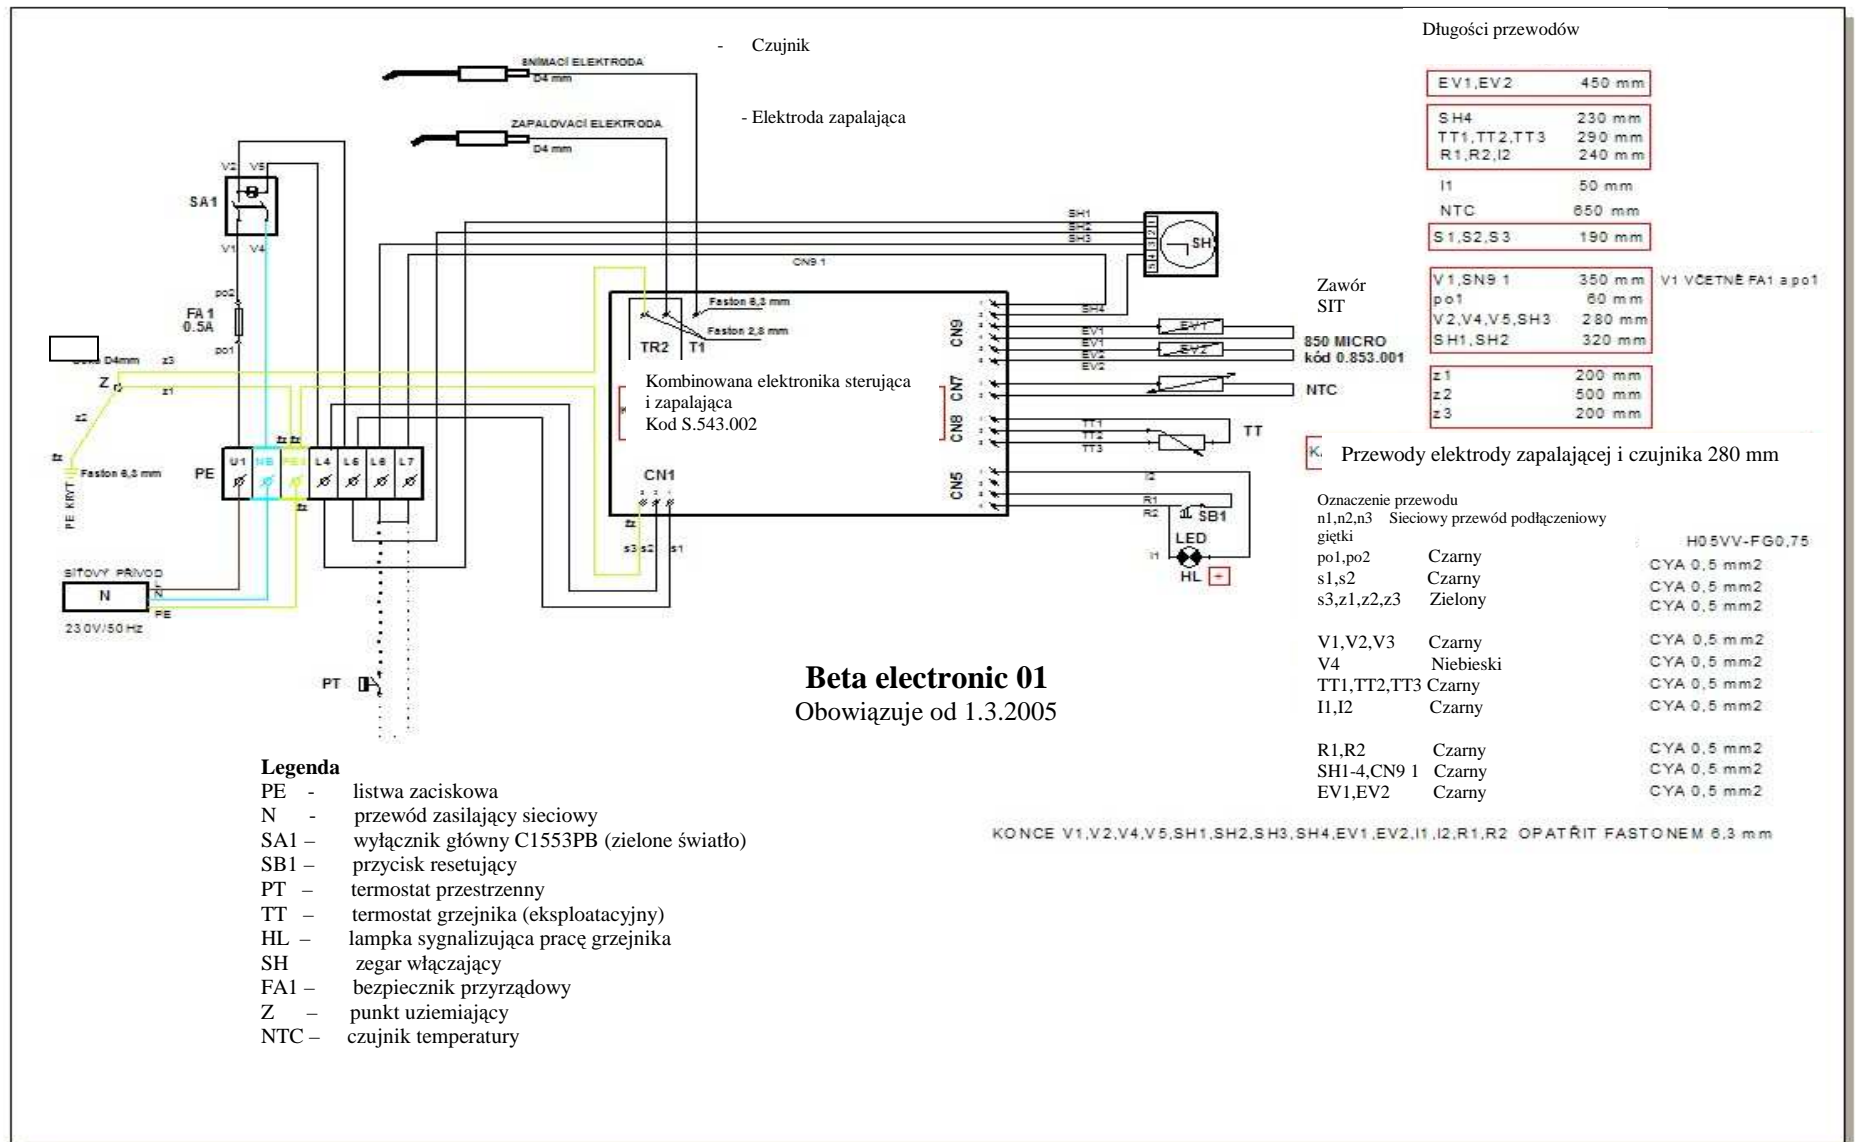 Długości przewodów
- Czujnik
SNÍMACÍ ELEKTRODA
D4 mm
- Elektroda zapalająca
ZAPALOVACÍ ELEKTRODA
D4 mm
EV1,EV2 450 mm
SH4 230 mm
TT1,TT2,TT3 290 mm
R1,R2,I2 240 mm
I1 50 mm
NTC 650 mm
S1,S2,S3 190 mm
V1,SN9 1 350 mm V1 VČETNĚ FA1 a po1
po1 60 mm
V2,V4,V5,SH3 280 mm
SH1,SH2 320 mm
z1 200 mm
z2 500 mm
z3 200 mm
Przewody elektrody zapalającej i czujnika 280 mm
V2 V5
SA1
V1 V4
po2
FA1
0.5A
po1
D4mm z3
Z
z1
z2
fz
Faston 6,3 mm
PE KRYT
fz fz
PE U1 L4 L5 L6 L7
fz
SÍŤOVÝ PŘÍVOD
N
L
N
PE
230V/50Hz
PT
SH1
SH2
SH3
1 2 3 4 5
SH
CN9 1
SH4
Faston 6,3 mm
Faston 2,8 mm
TR2 T1
Kombinowana elektronika sterująca
i zapalająca
Kod S.543.002
CN1
fz
s3 s2 s1
CN9
CN7
CN8
CN5
EV1 EV1
EV1
EV2 EV2
EV2
Zawór
SIT
850 MICRO
kód 0.853.001
NTC
TT1
TT2 TT
TT3
I2
R1
R2 SB1
LED
I1
HL +
Oznaczenie przewodu
n1,n2,n3 Sieciowy przewód podłączeniowy
giętki H05VV-FG0,75
po1,po2 Czarny CYA 0,5 mm2
s1,s2 Czarny CYA 0,5 mm2
s3,z1,z2,z3 Zielony CYA 0,5 mm2
V1,V2,V3 Czarny CYA 0,5 mm2
V4 Niebieski CYA 0,5 mm2
TT1,TT2,TT3 Czarny CYA 0,5 mm2
I1,I2 Czarny CYA 0,5 mm2
R1,R2 Czarny CYA 0,5 mm2
SH1-4,CN9 1 Czarny CYA 0,5 mm2
EV1,EV2 Czarny CYA 0,5 mm2
KONCE V1,V2,V4,V5,SH1,SH2,SH3,SH4,EV1,EV2,I1,I2,R1,R2 OPATŘIT FASTONEM 6,3 mm
Beta electronic 01
Obowiązuje od 1.3.2005
Legenda
PE - listwa zaciskowa
N - przewód zasilający sieciowy
SA1 – wyłącznik główny C1553PB (zielone światło)
SB1 – przycisk resetujący
PT – termostat przestrzenny
TT – termostat grzejnika (eksploatacyjny)
HL – lampka sygnalizująca pracę grzejnika
SH zegar włączający
FA1 – bezpiecznik przyrządowy
Z – punkt uziemiający
NTC – czujnik temperatury